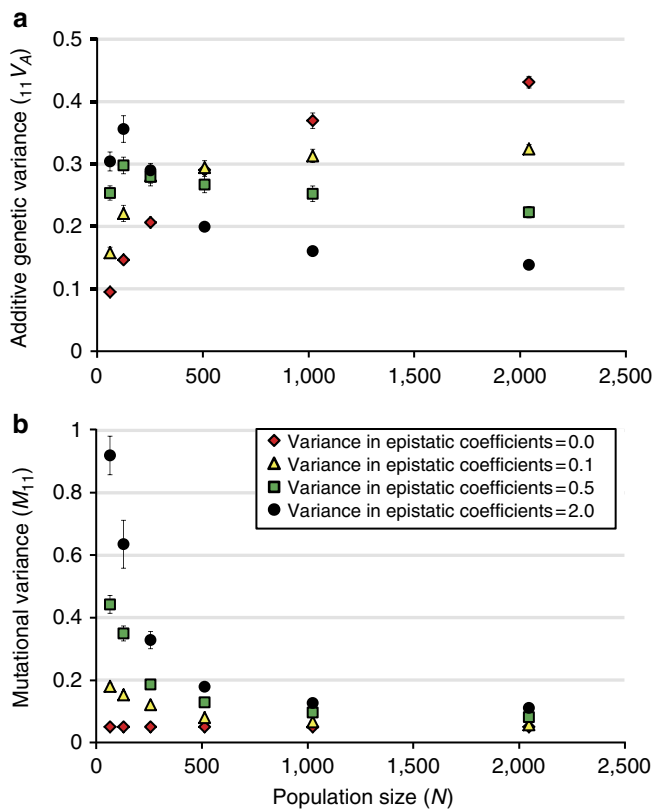 a
Additive genetic variance (₁₁V_A)
0.5
0.4
0.3
0.2
0.1
0
0 500 1,000 1,500 2,000 2,500
b
Mutational variance (M₁₁)
1
0.8
0.6
0.4
0.2
0
Variance in epistatic coefficients=0.0
Variance in epistatic coefficients=0.1
Variance in epistatic coefficients=0.5
Variance in epistatic coefficients=2.0
0 500 1,000 1,500 2,000 2,500
Population size (N)